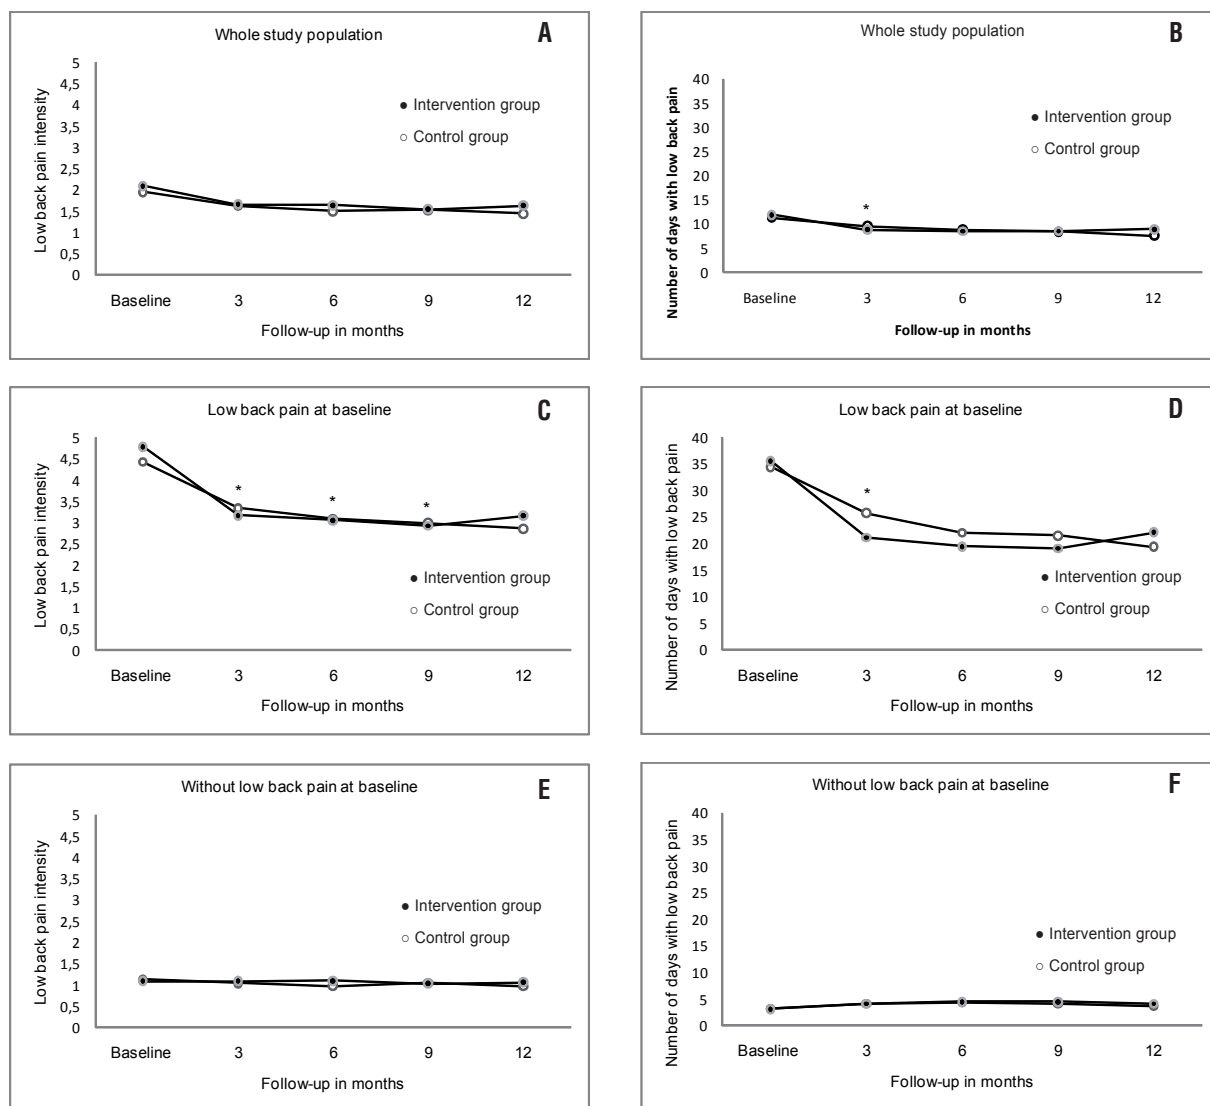 Whole study population
A
Low back pain intensity
5
4,5
4
3,5
3
2,5
2
1,5
1
0,5
0
Intervention group
Control group
Baseline 3 6 9 12
Follow-up in months
Whole study population
B
Number of days with low back pain
40
35
30
25
20
15
10
5
0
Intervention group
Control group
*
Baseline 3 6 9 12
Follow-up in months
Low back pain at baseline
C
Low back pain intensity
5
4,5
4
3,5
3
2,5
2
1,5
1
0,5
0
* * *
Intervention group
Control group
Baseline 3 6 9 12
Follow-up in months
Low back pain at baseline
D
Number of days with low back pain
40
35
30
25
20
15
10
5
0
*
Intervention group
Control group
Baseline 3 6 9 12
Follow-up in months
Without low back pain at baseline
E
Low back pain intensity
5
4,5
4
3,5
3
2,5
2
1,5
1
0,5
0
Intervention group
Control group
Baseline 3 6 9 12
Follow-up in months
Without low back pain at baseline
F
Number of days with low back pain
40
35
30
25
20
15
10
5
0
Intervention group
Control group
Baseline 3 6 9 12
Follow-up in months